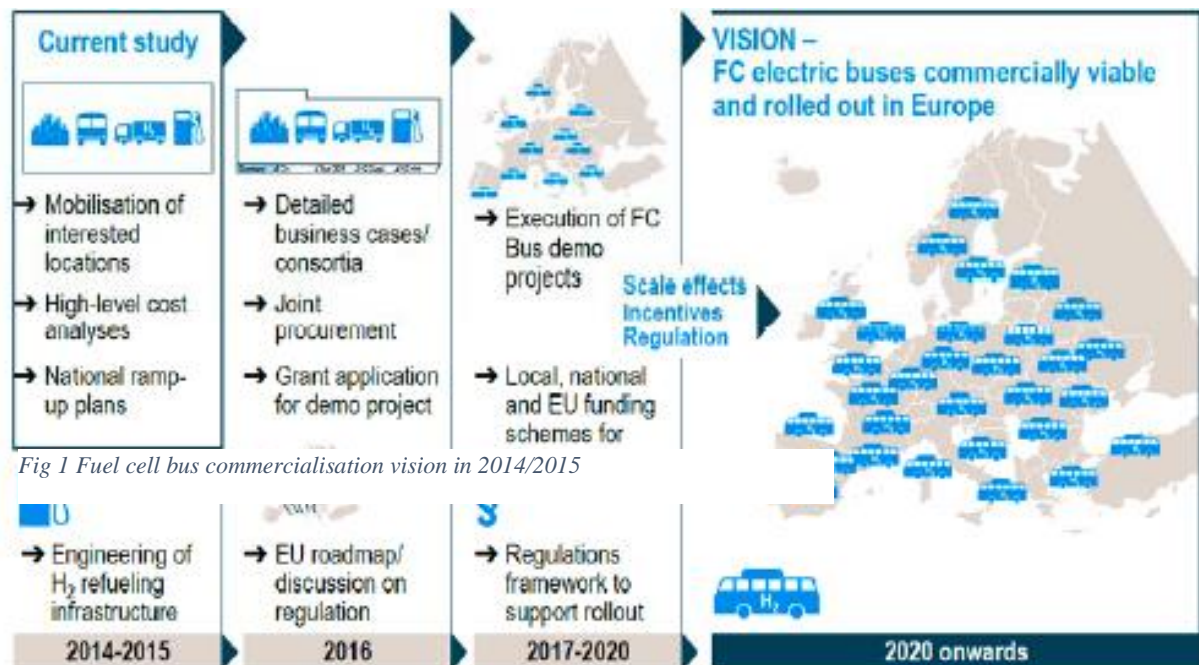 Current study
→ Mobilisation of
interested
locations
→ High-level cost
analyses
→ National ramp-
up plans
→ Detailed
business cases/
consortia
→ Joint
procurement
→ Grant application
for demo project
→ Execution of FC
Bus demo
projects
→ Local, national
and EU funding
schemes for
Scale effects
Incentives
Regulation
VISION –
FC electric buses commercially viable
and rolled out in Europe
Fig 1 Fuel cell bus commercialisation vision in 2014/2015
→ Engineering of
H₂ refueling
infrastructure
→ EU roadmap/
discussion on
regulation
$
→ Regulations
framework to
support rollout
H₂
2014-2015
2016
2017-2020
2020 onwards